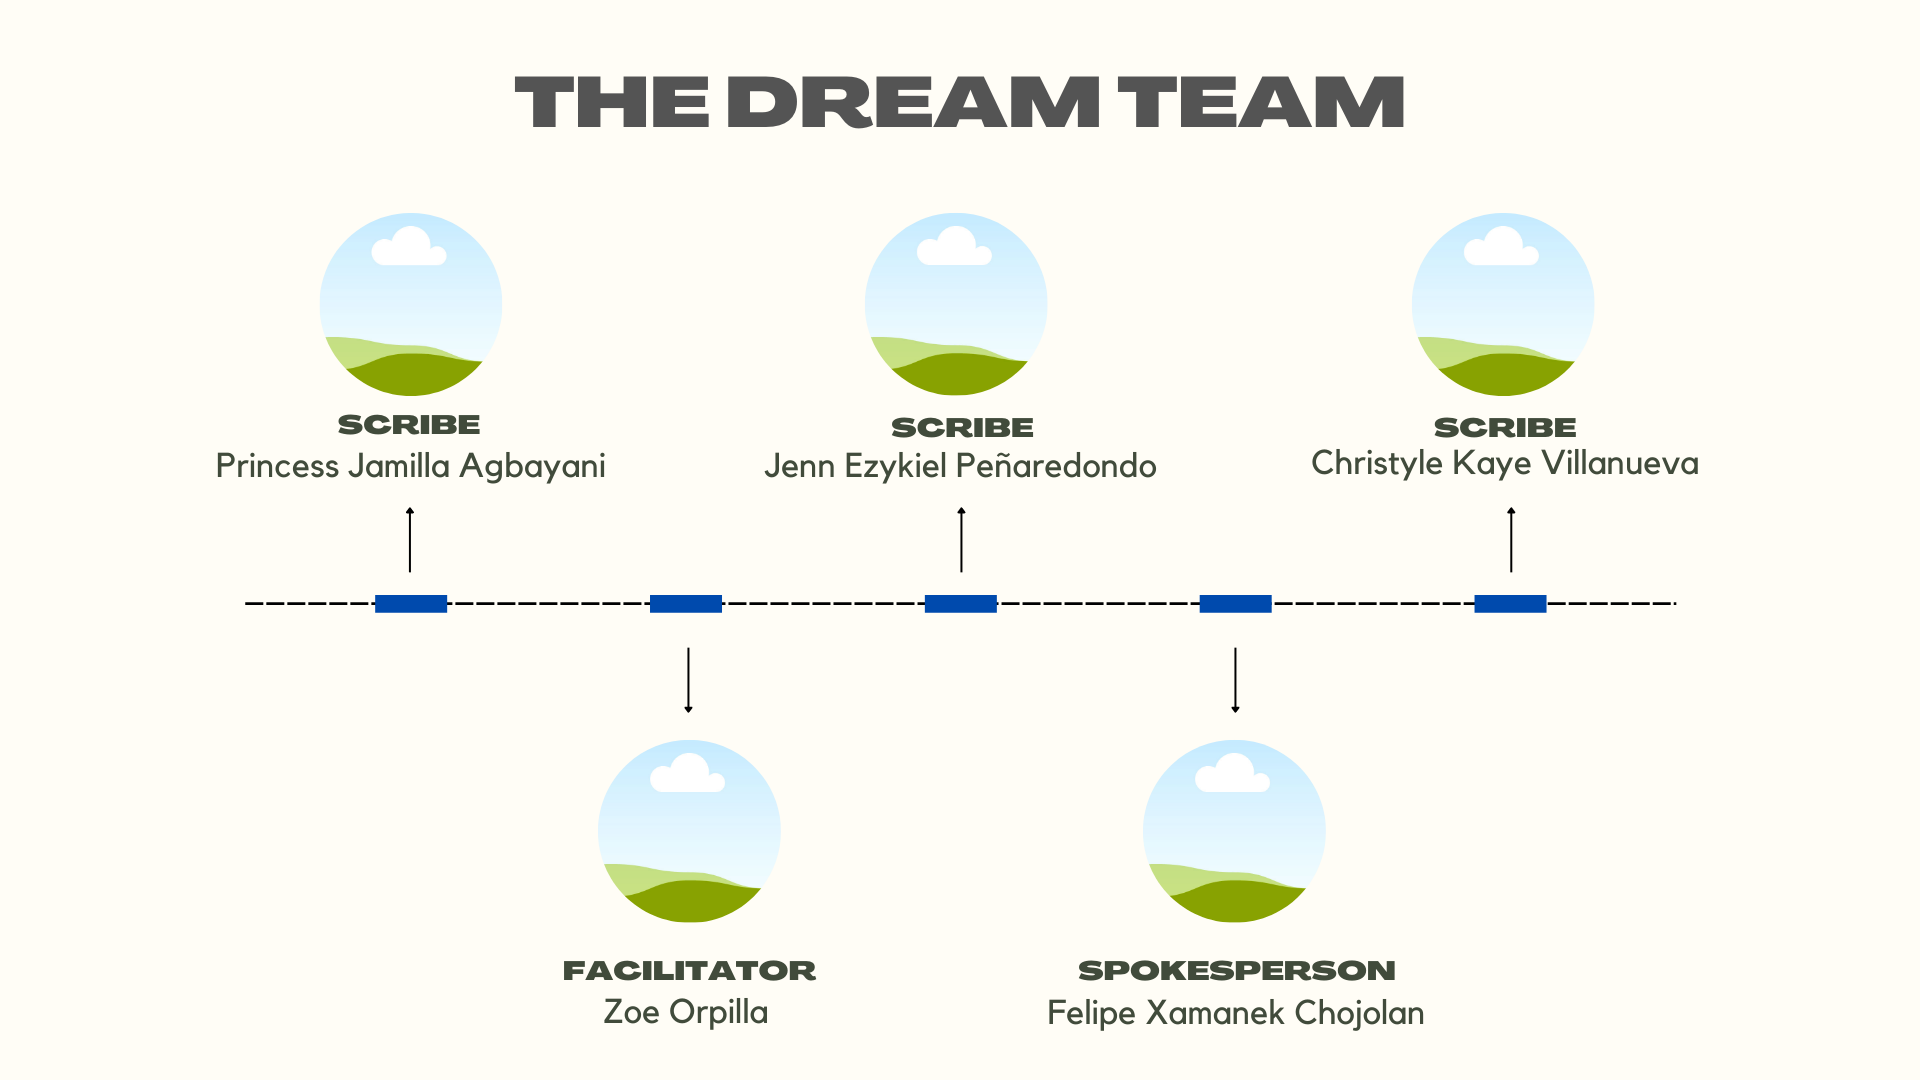 THE DREAM TEAM
SCRIBE
Princess Jamilla Agbayani
SCRIBE
Jenn Ezykiel Peñaredondo
SCRIBE
Christyle Kaye Villanueva
FACILITATOR
Zoe Orpilla
SPOKESPERSON
Felipe Xamanek Chojolan